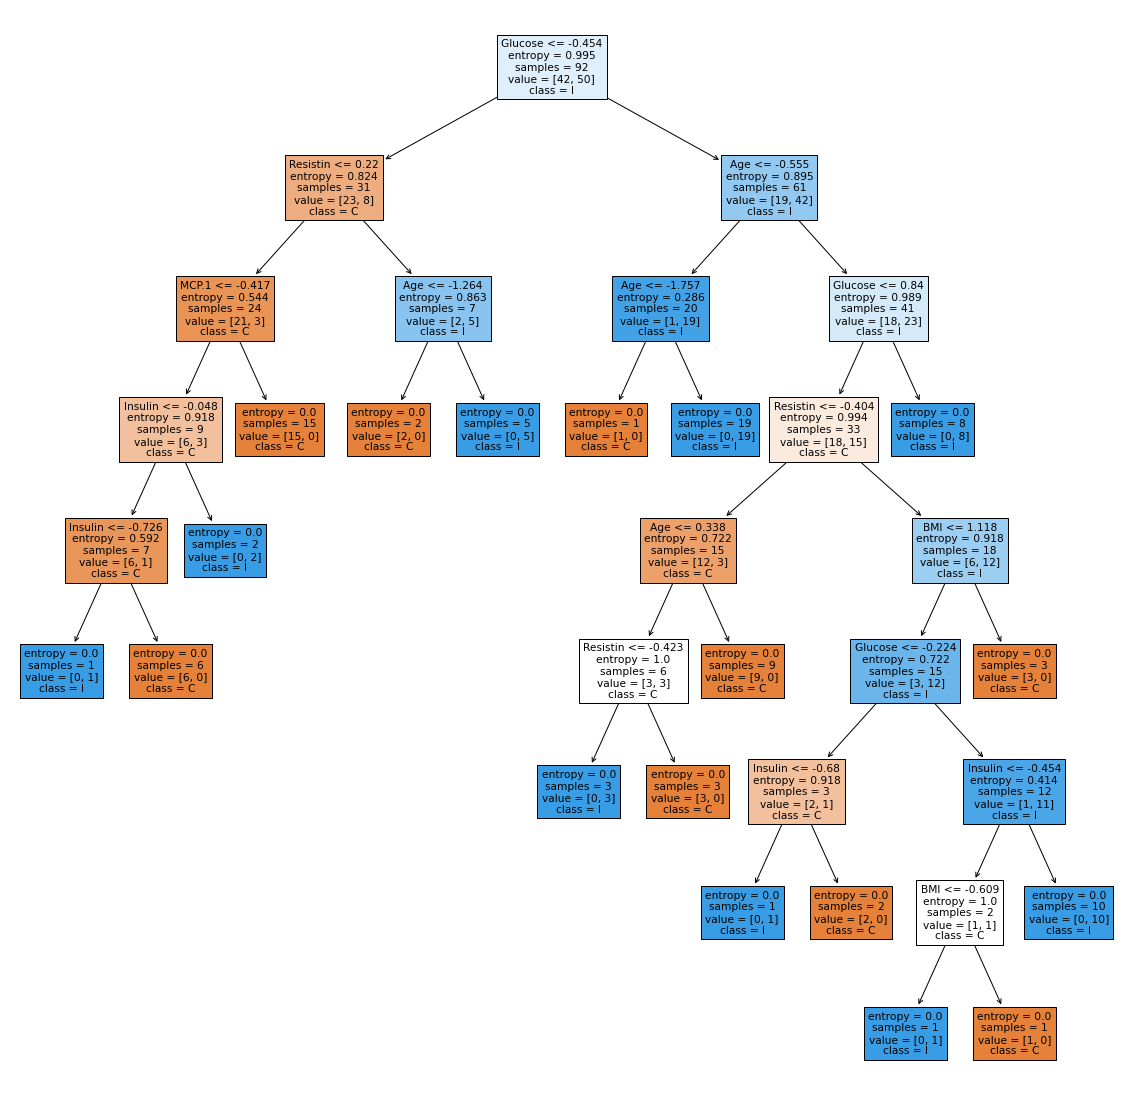 Glucose <= -0.454
entropy = 0.995
samples = 92
value = [42, 50]
class = I
Resistin <= 0.22
entropy = 0.824
samples = 31
value = [23, 8]
class = C
Age <= -0.555
entropy = 0.895
samples = 61
value = [19, 42]
class = I
MCP.1 <= -0.417
entropy = 0.544
samples = 24
value = [21, 3]
class = C
Age <= -1.264
entropy = 0.863
samples = 7
value = [2, 5]
class = I
Age <= -1.757
entropy = 0.286
samples = 20
value = [1, 19]
class = I
Glucose <= 0.84
entropy = 0.989
samples = 41
value = [18, 23]
class = I
Insulin <= -0.048
entropy = 0.918
samples = 9
value = [6, 3]
class = C
entropy = 0.0
samples = 15
value = [15, 0]
class = C
entropy = 0.0
samples = 2
value = [2, 0]
class = C
entropy = 0.0
samples = 5
value = [0, 5]
class = I
entropy = 0.0
samples = 1
value = [1, 0]
class = C
entropy = 0.0
samples = 19
value = [0, 19]
class = I
Resistin <= -0.404
entropy = 0.994
samples = 33
value = [18, 15]
class = C
entropy = 0.0
samples = 8
value = [0, 8]
class = I
Insulin <= -0.726
entropy = 0.592
samples = 7
value = [6, 1]
class = C
entropy = 0.0
samples = 2
value = [0, 2]
class = I
Age <= 0.338
entropy = 0.722
samples = 15
value = [12, 3]
class = C
BMI <= 1.118
entropy = 0.918
samples = 18
value = [6, 12]
class = I
entropy = 0.0
samples = 1
value = [0, 1]
class = I
entropy = 0.0
samples = 6
value = [6, 0]
class = C
Resistin <= -0.423
entropy = 1.0
samples = 6
value = [3, 3]
class = C
entropy = 0.0
samples = 9
value = [9, 0]
class = C
Glucose <= -0.224
entropy = 0.722
samples = 15
value = [3, 12]
class = I
entropy = 0.0
samples = 3
value = [3, 0]
class = C
entropy = 0.0
samples = 3
value = [0, 3]
class = I
entropy = 0.0
samples = 3
value = [3, 0]
class = C
Insulin <= -0.68
entropy = 0.918
samples = 3
value = [2, 1]
class = C
Insulin <= -0.454
entropy = 0.414
samples = 12
value = [1, 11]
class = I
entropy = 0.0
samples = 1
value = [0, 1]
class = I
entropy = 0.0
samples = 2
value = [2, 0]
class = C
BMI <= -0.609
entropy = 1.0
samples = 2
value = [1, 1]
class = C
entropy = 0.0
samples = 10
value = [0, 10]
class = I
entropy = 0.0
samples = 1
value = [0, 1]
class = I
entropy = 0.0
samples = 1
value = [1, 0]
class = C